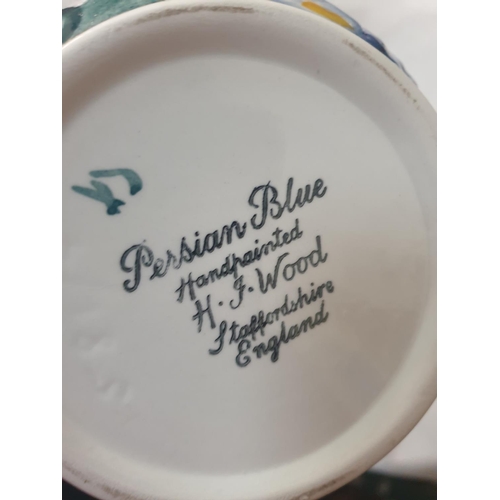 Persian Blue
Handpainted
H. J. Wood
Staffordshire
England